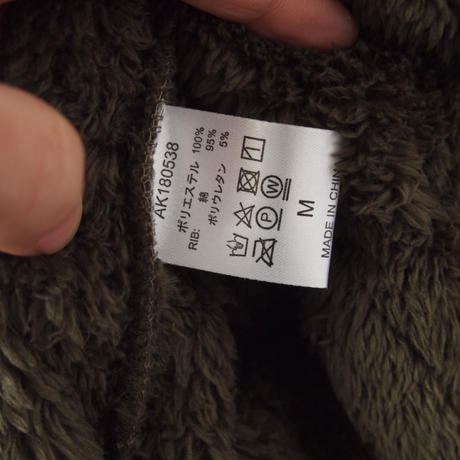 AK180538
ポリエステル 100%
RIB: 綿 95%
ポリウレタン 5%
P W
M
MADE IN CHIN